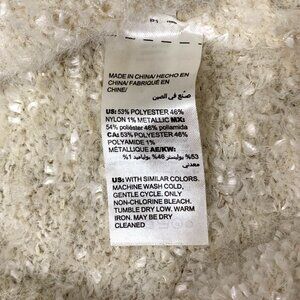 MADE IN CHINA/ HECHO EN
CHINA/ FABRIQUÉ EN
CHINE/
صنع في الصين
US: 53% POLYESTER 46%
NYLON 1% METALLIC MX:
54% poliéster 46% poliamida
CA: 53% POLYESTER 46%
POLYAMIDE 1%
MÉTALLIQUE AE/KW:
53% بوليستر 46% بولياميد 1%
معدني
US: WITH SIMILAR COLORS.
MACHINE WASH COLD,
GENTLE CYCLE. ONLY
NON-CHLORINE BLEACH.
TUMBLE DRY LOW. WARM
IRON. MAY BE DRY
CLEANED